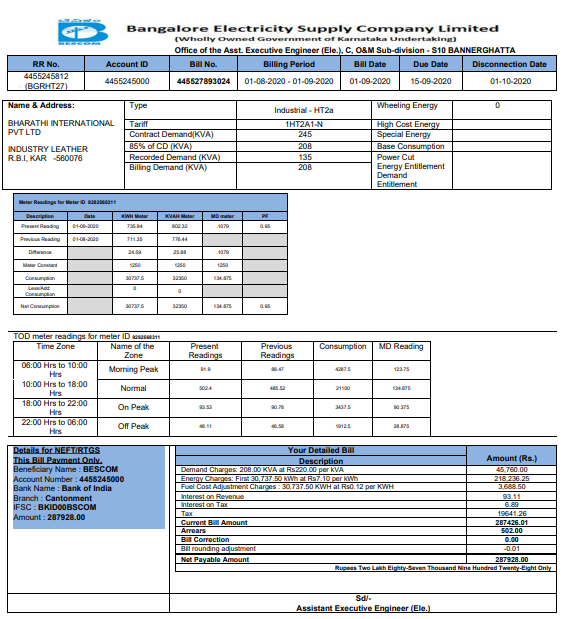 Bangalore Electricity Supply Company Limited
(Wholly Owned Government of Karnataka Undertaking)
BESCOM
Office of the Asst. Executive Engineer (Ele.), C, O&M Sub-division - S10 BANNERGHATTA
RR No. Account ID Bill No. Billing Period Bill Date Due Date Disconnection Date
4455245812 (BGRHT27) 4455245000 445527893024 01-08-2020 - 01-09-2020 01-09-2020 15-09-2020 01-10-2020
Name & Address:
BHARATHI INTERNATIONAL
PVT LTD
INDUSTRY LEATHER
R.B.I, KAR -560076
Type Industrial - HT2a
Tariff 1HT2A1-N
Contract Demand(KVA) 245
85% of CD (KVA) 208
Recorded Demand (KVA) 135
Billing Demand (KVA) 208
Wheeling Energy 0
High Cost Energy
Special Energy
Base Consumption
Power Cut
Energy Entitlement
Demand
Entitlement
Meter Readings for Meter ID 9282568311
Description Date KWH Meter KVAH Meter MD meter PF
Present Reading 01-09-2020 735.94 802.32 .1079 0.95
Previous Reading 01-08-2020 711.35 776.44
Difference 24.59 25.88 .1079
Meter Constant 1250 1250 1250
Consumption 30737.5 32350 134.875
Less/Add Consumption 0 0
Net Consumption 30737.5 32350 134.875 0.95
TOD meter readings for meter ID 9282568311
Time Zone Name of the Zone Present Readings Previous Readings Consumption MD Reading
06:00 Hrs to 10:00 Hrs Morning Peak 91.9 88.47 4287.5 123.75
10:00 Hrs to 18:00 Hrs Normal 502.4 485.52 21100 134.875
18:00 Hrs to 22:00 Hrs On Peak 93.53 90.78 3437.5 90.375
22:00 Hrs to 06:00 Hrs Off Peak 48.11 46.58 1912.5 28.875
Details for NEFT/RTGS
This Bill Payment Only.
Beneficiary Name : BESCOM
Account Number : 4455245000
Bank Name : Bank of India
Branch : Cantonment
IFSC : BKID00BSCOM
Amount : 287928.00
Your Detailed Bill
Description Amount (Rs.)
Demand Charges: 208.00 KVA at Rs220.00 per kVA 45,760.00
Energy Charges: First 30,737.50 kWh at Rs7.10 per kWh 218,236.25
Fuel Cost Adjustment Charges : 30,737.50 KWH at Rs0.12 per KWH 3,688.50
Interest on Revenue 93.11
Interest on Tax 6.89
Tax 19641.26
Current Bill Amount 287426.01
Arrears 502.00
Bill Correction 0.00
Bill rounding adjustment -0.01
Net Payable Amount 287928.00
Rupees Two Lakh Eighty-Seven Thousand Nine Hundred Twenty-Eight Only
Sd/-
Assistant Executive Engineer (Ele.)